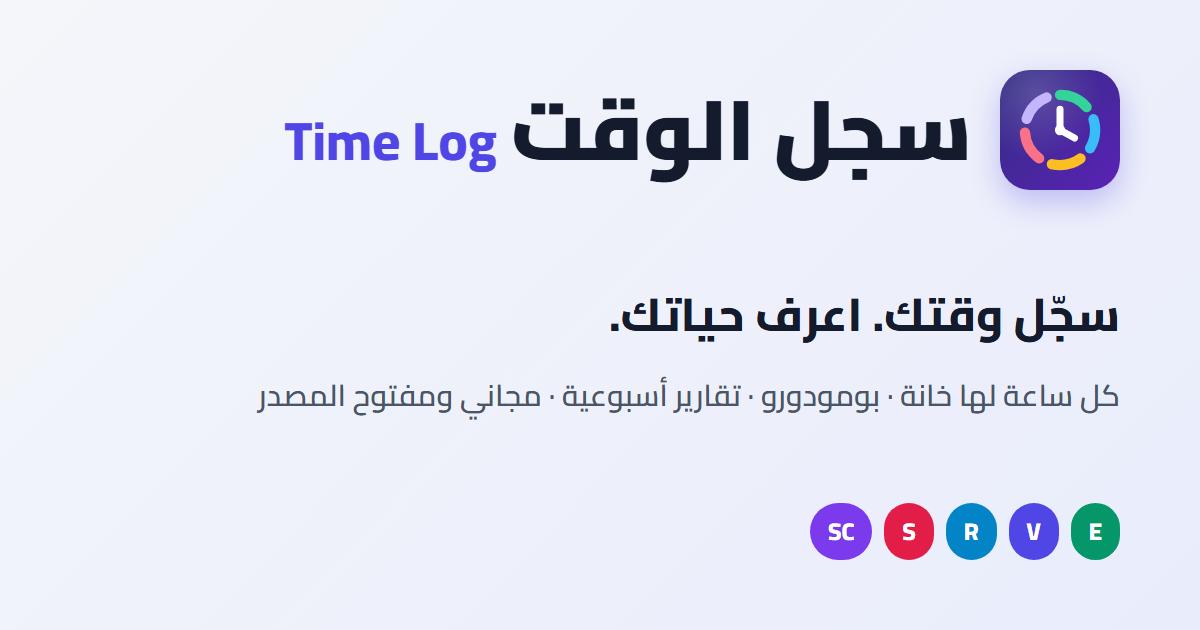 سجل الوقت Time Log
سجّل وقتك. اعرف حياتك.
كل ساعة لها خانة · بومودورو · تقارير أسبوعية · مجاني ومفتوح المصدر
E V R S SC